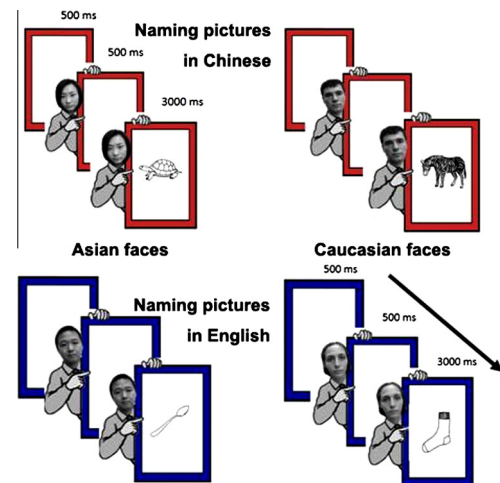 500 ms
500 ms
3000 ms
Naming pictures
in Chinese
Asian faces
Caucasian faces
Naming pictures
in English
500 ms
500 ms
3000 ms